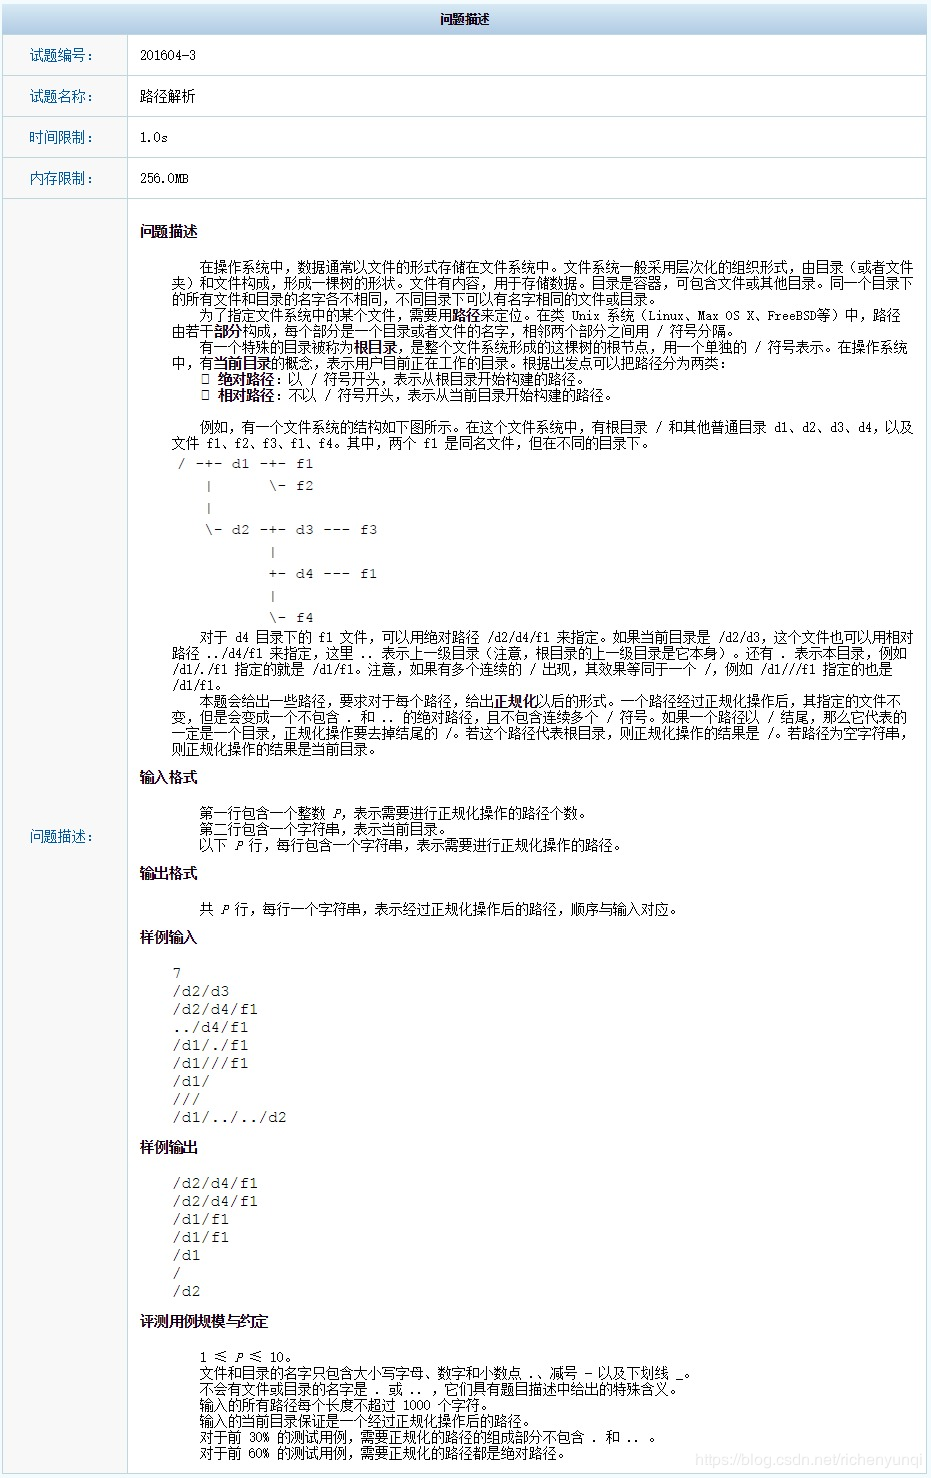 问题描述
试题编号： 201604-3
试题名称： 路径解析
时间限制： 1.0s
内存限制： 256.0MB
问题描述：
问题描述
在操作系统中，数据通常以文件的形式存储在文件系统中。文件系统一般采用层次化的组织形式，由目录（或者文件
夹）和文件构成，形成一棵树的形状。文件有内容，用于存储数据。目录是容器，可包含文件或其他目录。同一个目录下
的所有文件和目录的名字各不相同，不同目录下可以有名字相同的文件或目录。
为了指定文件系统中的某个文件，需要用路径来定位。在类 Unix 系统（Linux、Max OS X、FreeBSD等）中，路径
由若干部分构成，每个部分是一个目录或者文件的名字，相邻两个部分之间用 / 符号分隔。
有一个特殊的目录被称为根目录，是整个文件系统形成的这棵树的根节点，用一个单独的 / 符号表示。在操作系统
中，有当前目录的概念，表示用户目前正在工作的目录。根据出发点可以把路径分为两类：
 绝对路径：以 / 符号开头，表示从根目录开始构建的路径。
 相对路径：不以 / 符号开头，表示从当前目录开始构建的路径。
例如，有一个文件系统的结构如下图所示。在这个文件系统中，有根目录 / 和其他普通目录 d1、d2、d3、d4，以及
文件 f1、f2、f3、f1、f4。其中，两个 f1 是同名文件，但在不同的目录下。
/ -+- d1 -+- f1
|      \- f2
|
\- d2 -+- d3 --- f3
|
+- d4 --- f1
|
\- f4
对于 d4 目录下的 f1 文件，可以用绝对路径 /d2/d4/f1 来指定。如果当前目录是 /d2/d3，这个文件也可以用相对
路径 ../d4/f1 来指定，这里 .. 表示上一级目录（注意，根目录的上一级目录是它本身）。还有 . 表示本目录，例如
/d1/./f1 指定的就是 /d1/f1。注意，如果有多个连续的 / 出现，其效果等同于一个 /，例如 /d1///f1 指定的也是
/d1/f1。
本题会给出一些路径，要求对于每个路径，给出正规化以后的形式。一个路径经过正规化操作后，其指定的文件不
变，但是会变成一个不包含 . 和 .. 的绝对路径，且不包含连续多个 / 符号。如果一个路径以 / 结尾，那么它代表的
一定是一个目录，正规化操作要去掉结尾的 /。若这个路径代表根目录，则正规化操作的结果是 /。若路径为空字符串，
则正规化操作的结果是当前目录。
输入格式
第一行包含一个整数 P，表示需要进行正规化操作的路径个数。
第二行包含一个字符串，表示当前目录。
以下 P 行，每行包含一个字符串，表示需要进行正规化操作的路径。
输出格式
共 P 行，每行一个字符串，表示经过正规化操作后的路径，顺序与输入对应。
样例输入
7
/d2/d3
/d2/d4/f1
../d4/f1
/d1/./f1
/d1///f1
/d1/
///
/d1/../../d2
样例输出
/d2/d4/f1
/d2/d4/f1
/d1/f1
/d1/f1
/d1
/
/d2
评测用例规模与约定
1 ≤ P ≤ 10。
文件和目录的名字只包含大小写字母、数字和小数点 .、减号 - 以及下划线 _。
不会有文件或目录的名字是 . 或 .. ，它们具有题目描述中给出的特殊含义。
输入的所有路径每个长度不超过 1000 个字符。
输入的当前目录保证是一个经过正规化操作后的路径。
对于前 30% 的测试用例，需要正规化的路径的组成部分不包含 . 和 .. 。
对于前 60% 的测试用例，需要正规化的路径都是绝对路径。
https://blog.csdn.net/richenyunqi